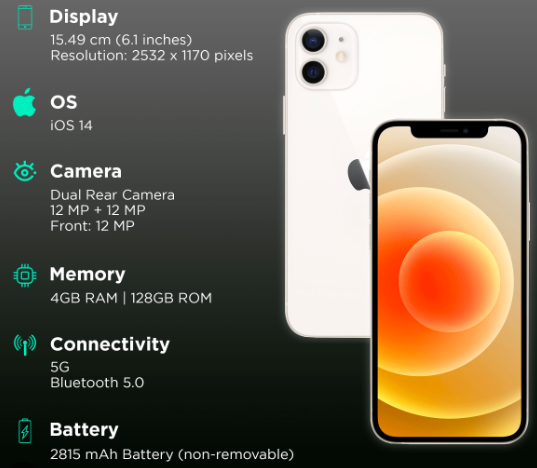 Display
15.49 cm (6.1 inches)
Resolution: 2532 x 1170 pixels
OS
iOS 14
Camera
Dual Rear Camera
12 MP + 12 MP
Front: 12 MP
Memory
4GB RAM | 128GB ROM
Connectivity
5G
Bluetooth 5.0
Battery
2815 mAh Battery (non-removable)